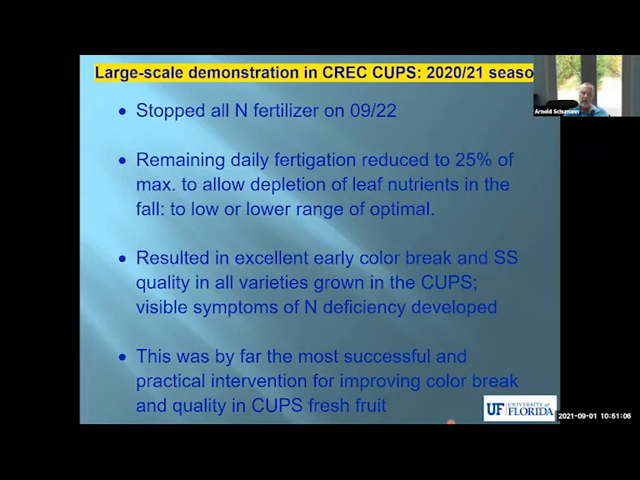 Large-scale demonstration in CREC CUPS: 2020/21 seaso
Arnold Schumann
• Stopped all N fertilizer on 09/22
• Remaining daily fertigation reduced to 25% of
max. to allow depletion of leaf nutrients in the
fall: to low or lower range of optimal.
• Resulted in excellent early color break and SS
quality in all varieties grown in the CUPS;
visible symptoms of N deficiency developed
• This was by far the most successful and
practical intervention for improving color break
and quality in CUPS fresh fruit
UF UNIVERSITY of
FLORIDA
2021-09-01 10:51:06